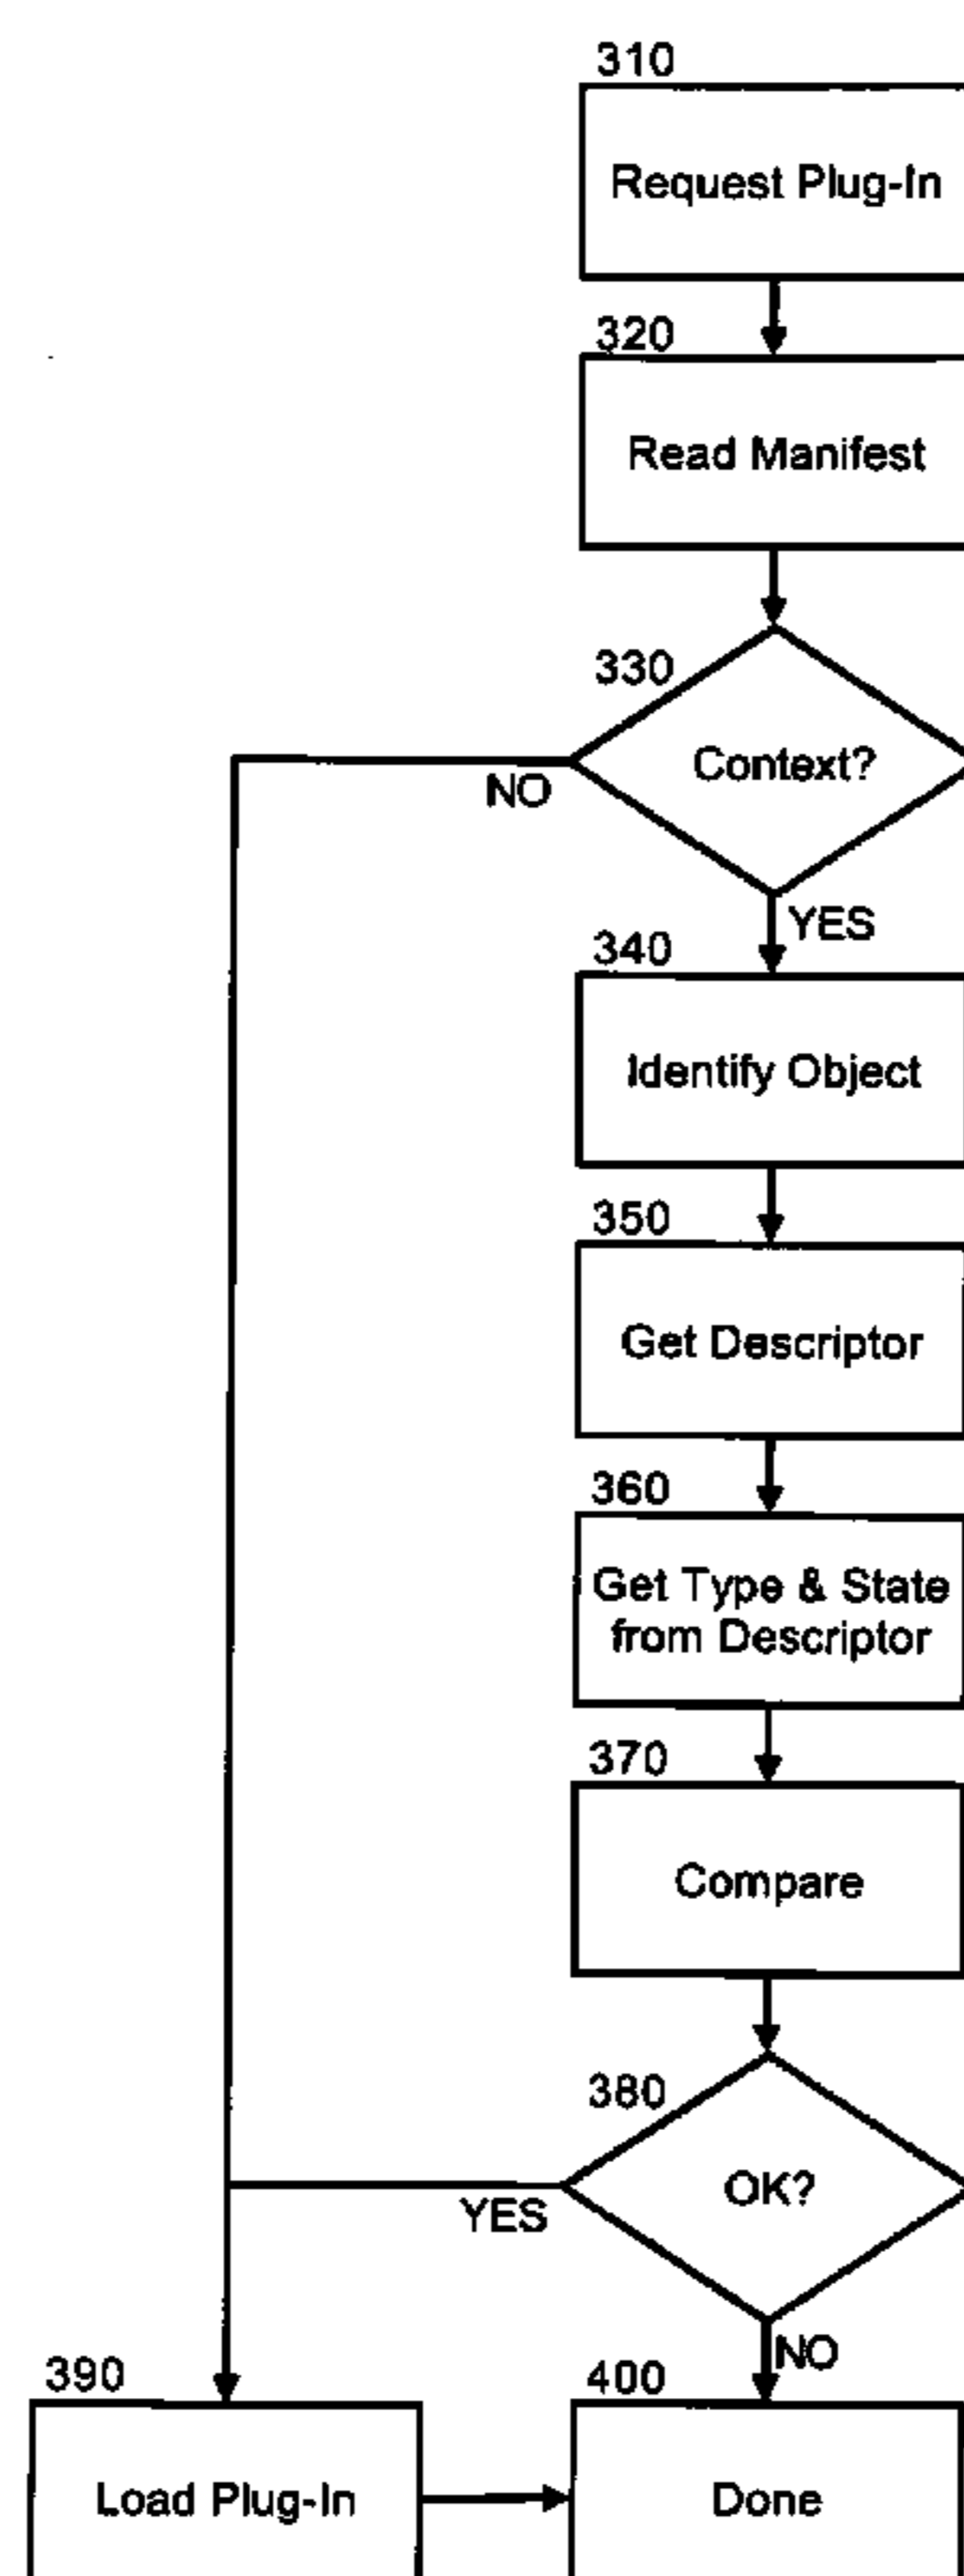 310
Request Plug-In
320
Read Manifest
330
Context?
NO
YES
340
Identify Object
350
Get Descriptor
360
Get Type & State
from Descriptor
370
Compare
380
OK?
YES
NO
390
400
Load Plug-In
Done